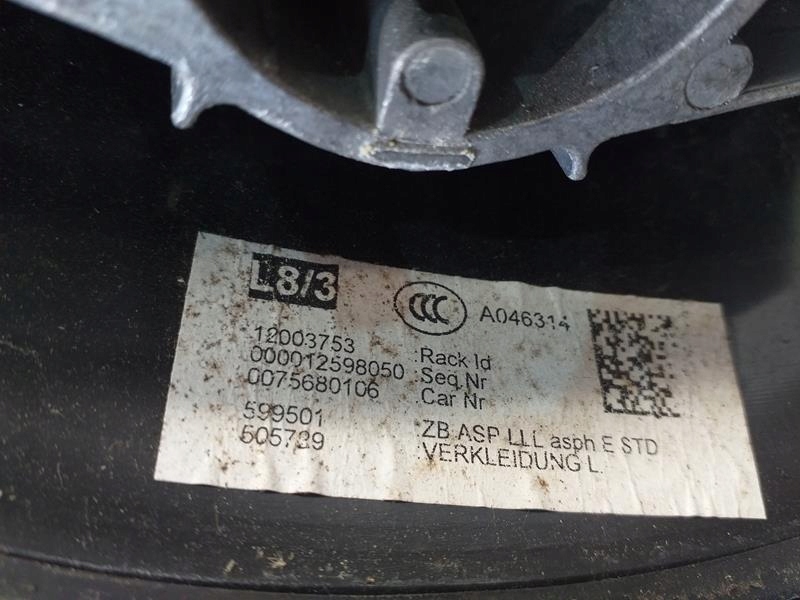 L8/3 CCC A046314
12003753 Rack Id
000012598050 Seq.Nr
0075680106 Car Nr
599501 ZB ASP LLL asph E STD
505739 VERKLEIDUNG L